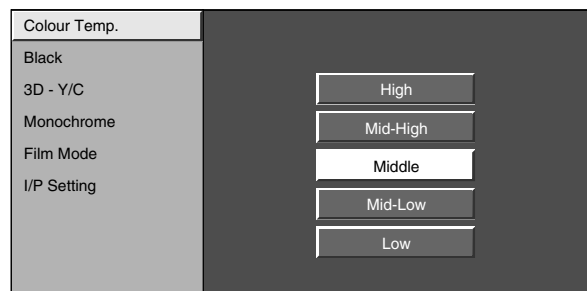 Colour Temp.
Black
3D - Y/C
Monochrome
Film Mode
I/P Setting
High
Mid-High
Middle
Mid-Low
Low